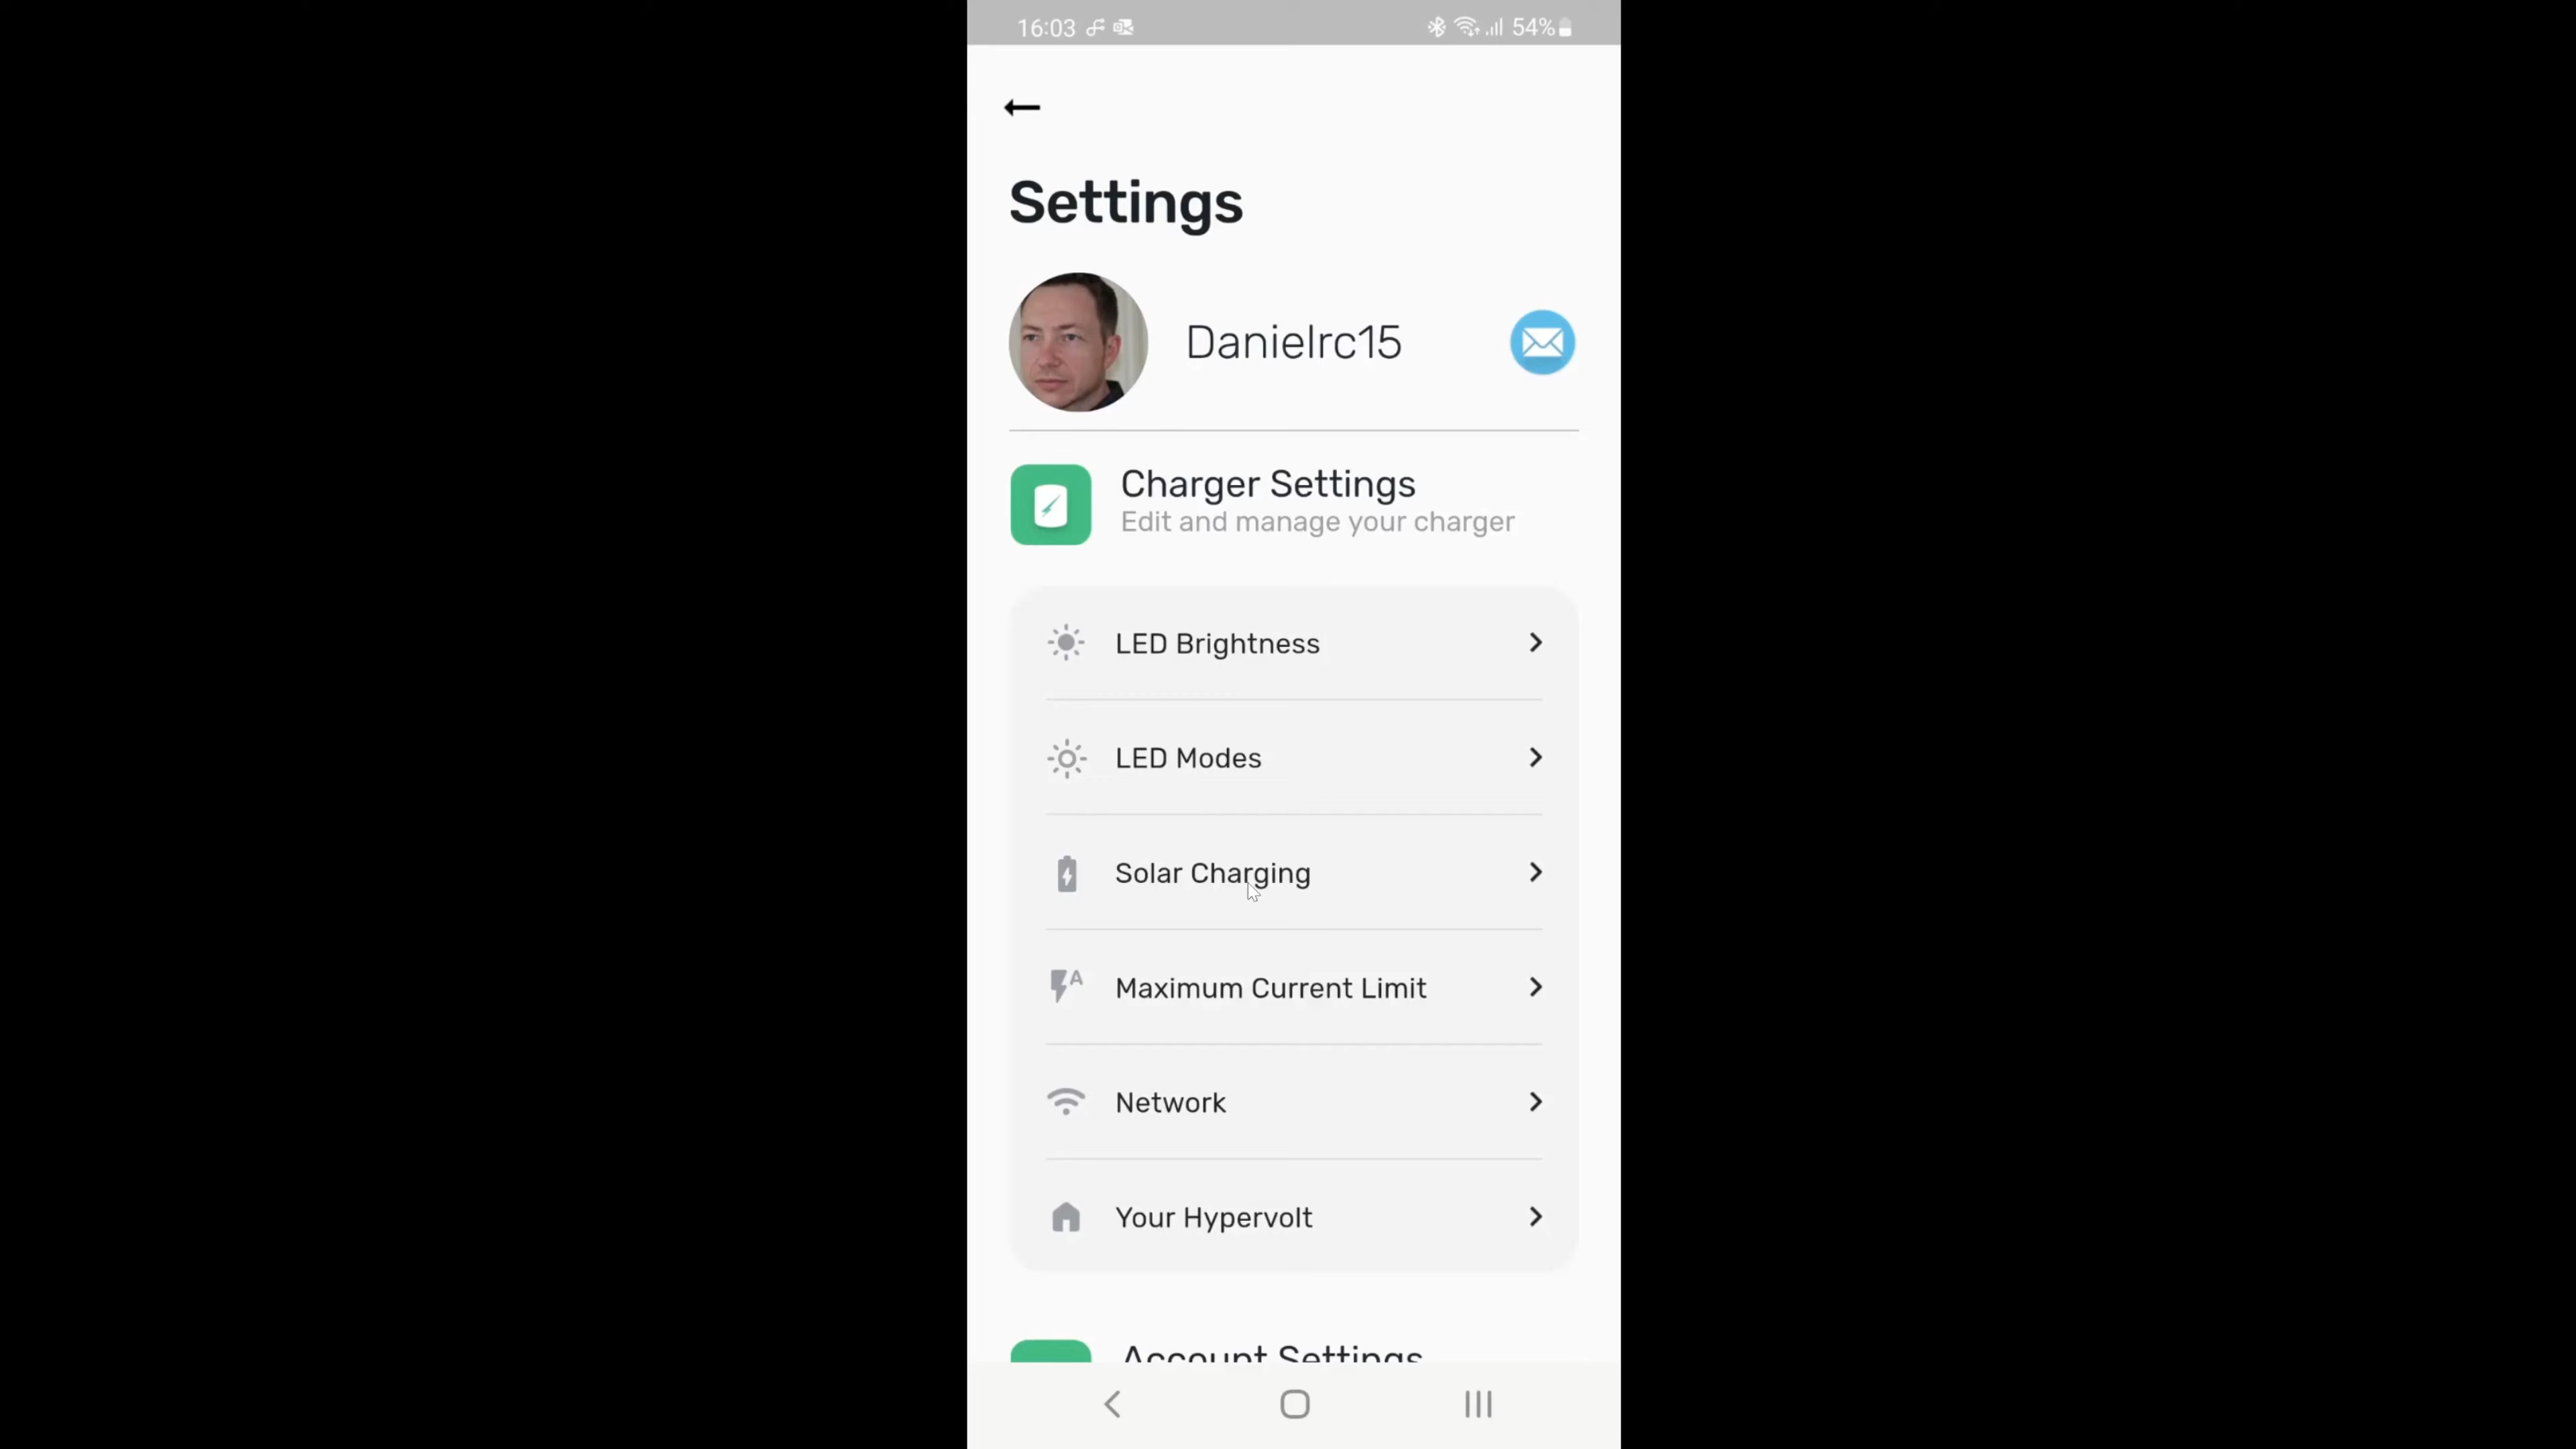 16:03
54%
Settings
Danielrc15
Charger Settings
Edit and manage your charger
LED Brightness
LED Modes
Solar Charging
A
Maximum Current Limit
Network
Your Hypervolt
Account Settings